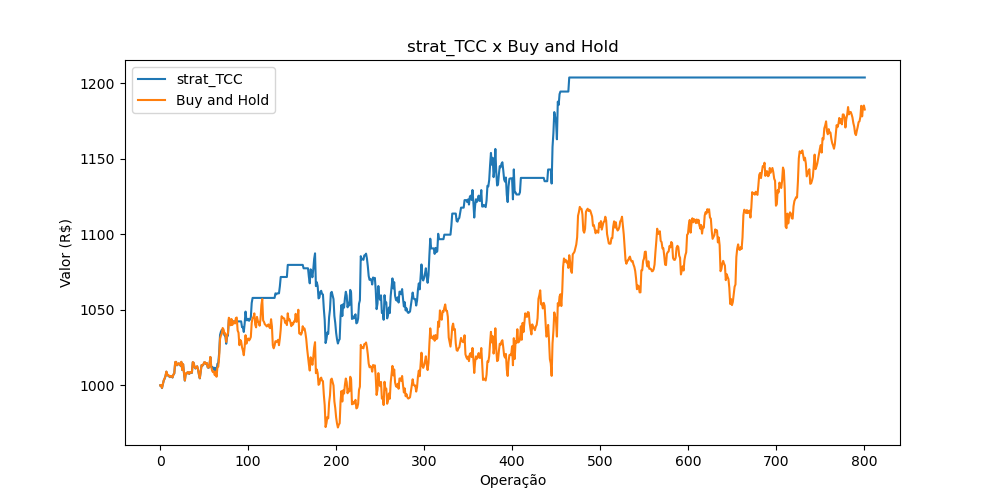 strat_TCC x Buy and Hold
strat_TCC
Buy and Hold
Valor (R$)
1200
1150
1100
1050
1000
0 100 200 300 400 500 600 700 800
Operação